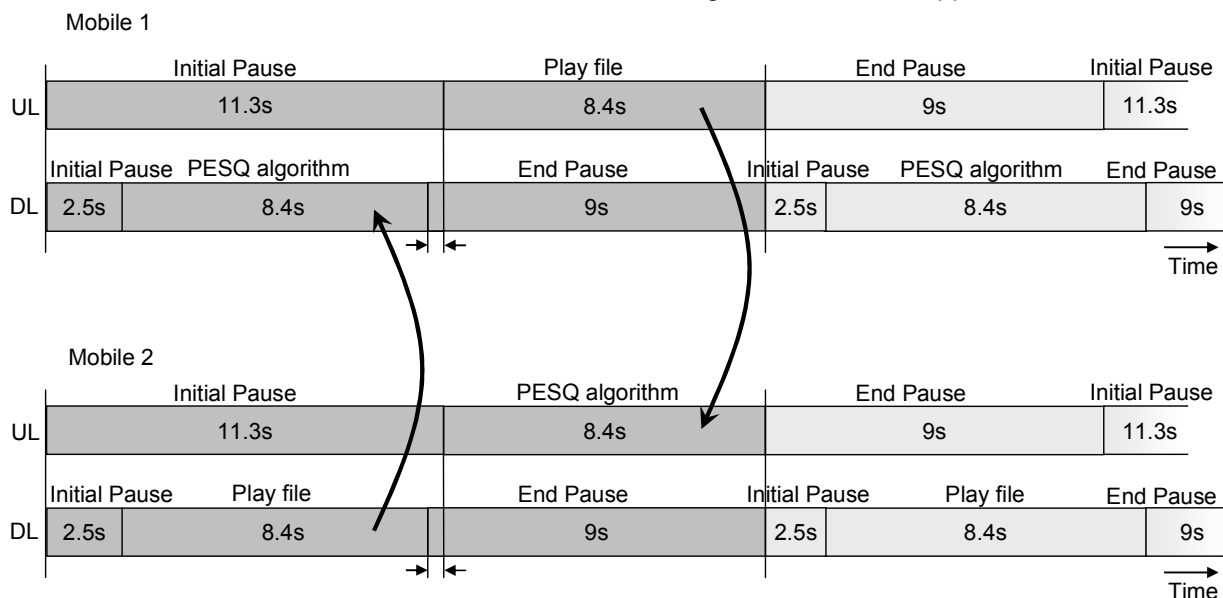 Mobile 1
Initial Pause Play file End Pause Initial Pause
UL 11.3s 8.4s 9s 11.3s
Initial Pause PESQ algorithm End Pause Initial Pause PESQ algorithm End Pause
DL 2.5s 8.4s 9s 2.5s 8.4s 9s
Time
Mobile 2
Initial Pause PESQ algorithm End Pause Initial Pause
UL 11.3s 8.4s 9s 11.3s
Initial Pause Play file End Pause Initial Pause Play file End Pause
DL 2.5s 8.4s 9s 2.5s 8.4s 9s
Time